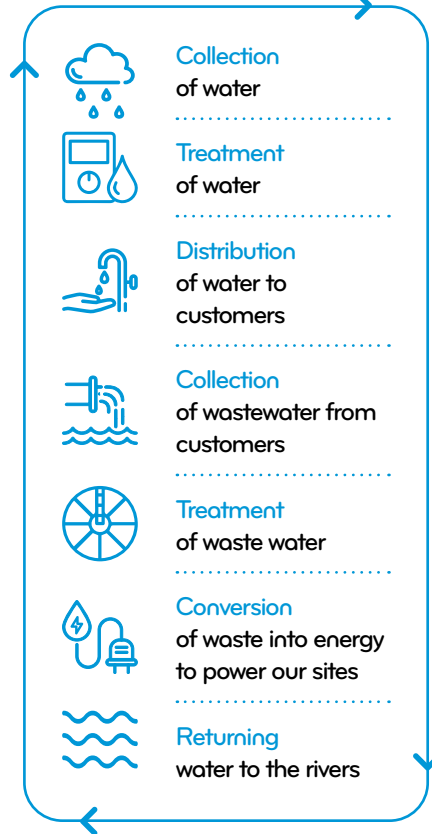 Collection
of water
Treatment
of water
Distribution
of water to
customers
Collection
of wastewater from
customers
Treatment
of waste water
Conversion
of waste into energy
to power our sites
Returning
water to the rivers